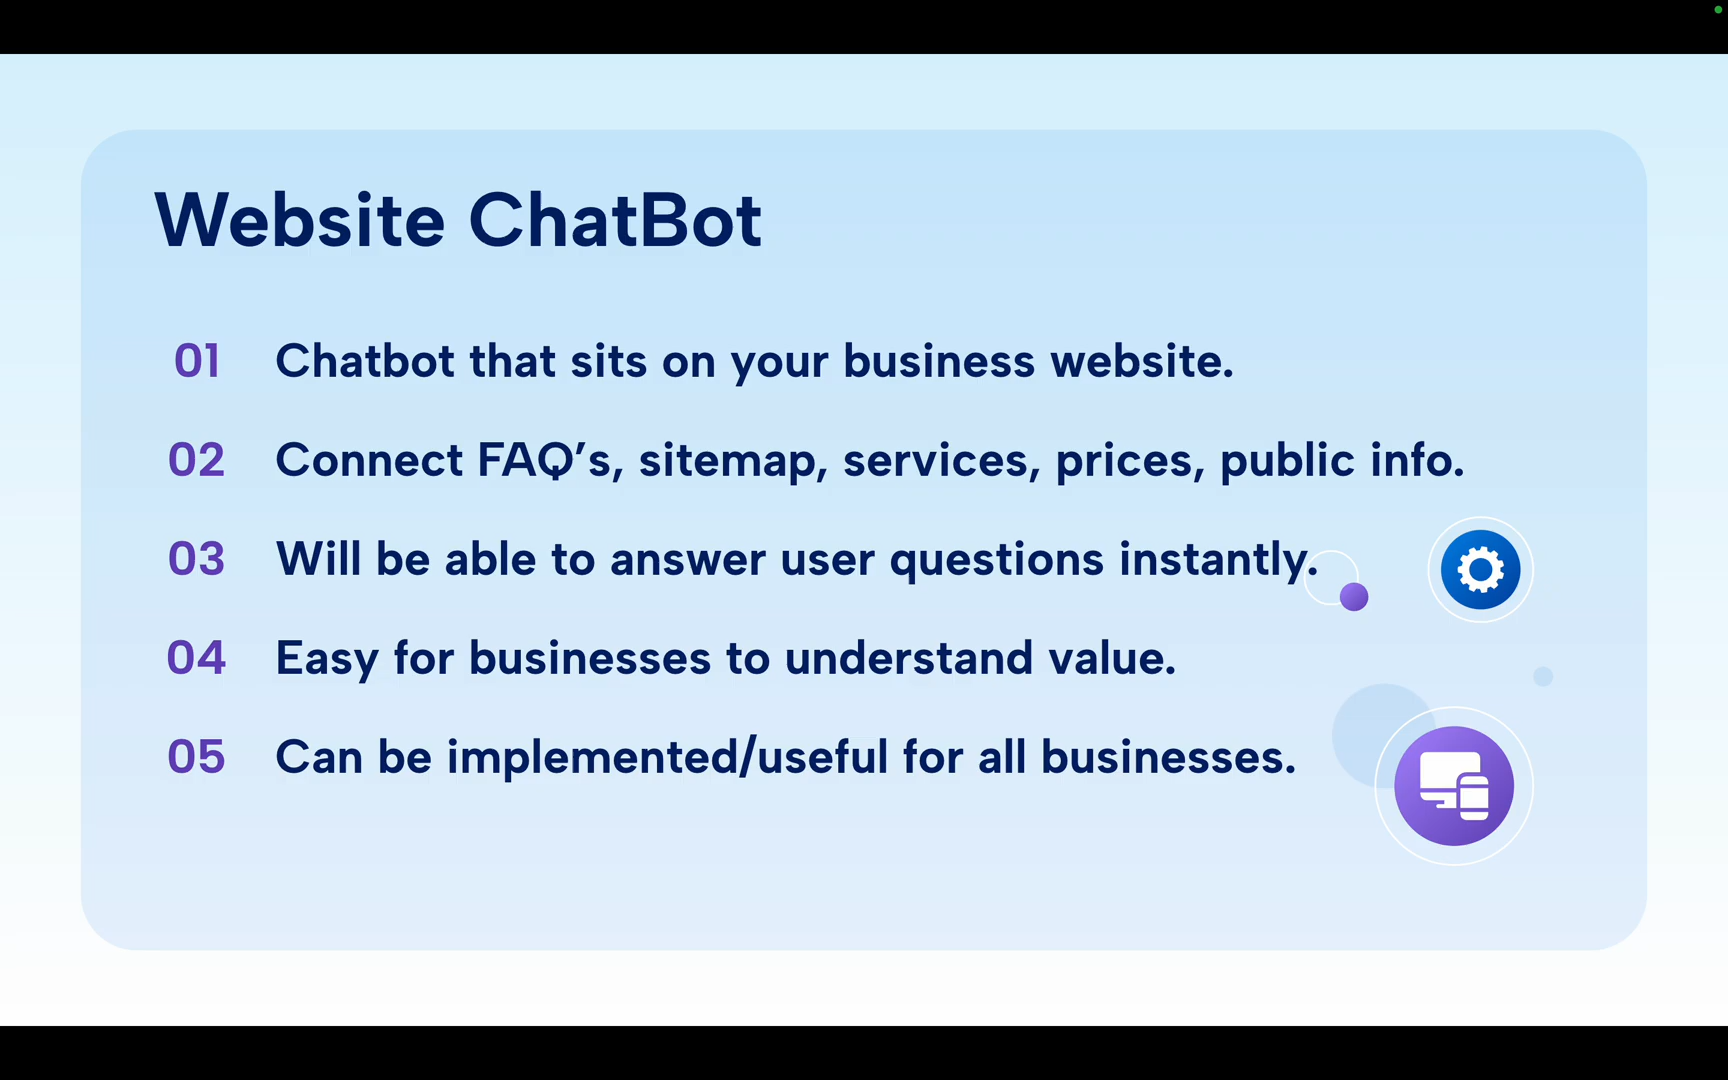 Website ChatBot
01 Chatbot that sits on your business website.
02 Connect FAQ’s, sitemap, services, prices, public info.
03 Will be able to answer user questions instantly.
04 Easy for businesses to understand value.
05 Can be implemented/useful for all businesses.